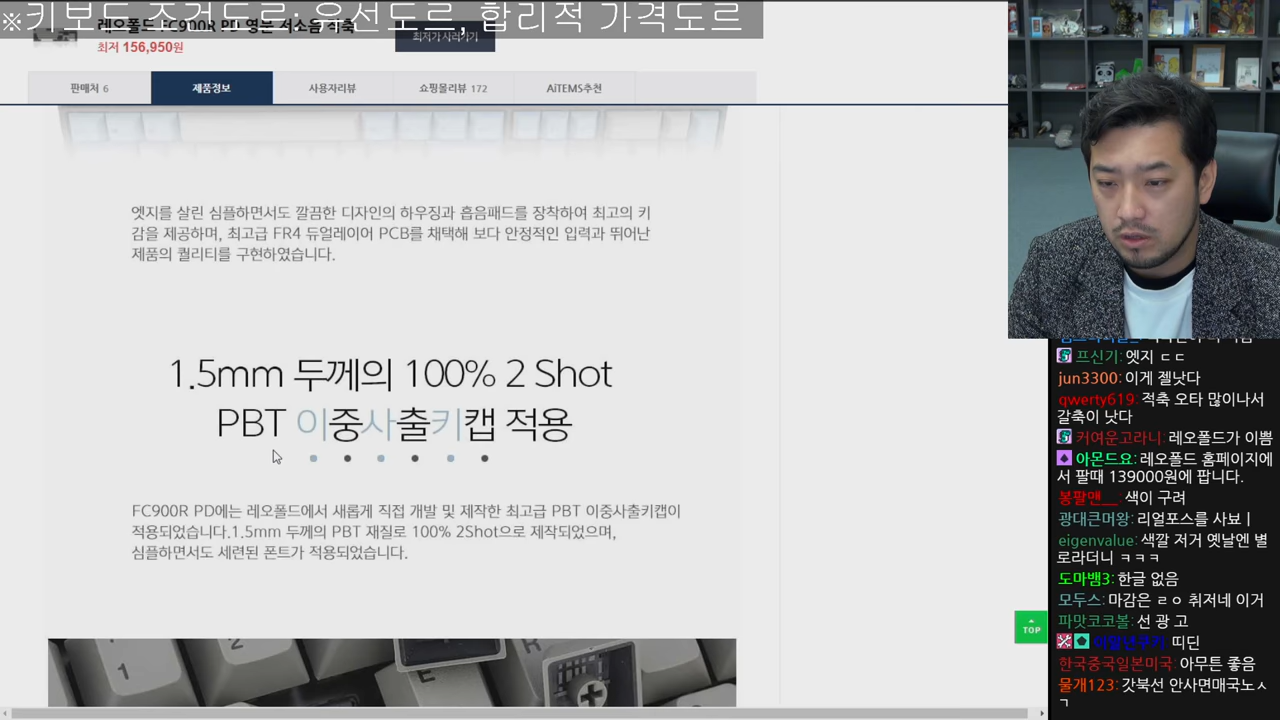 ※키보드 조건도르: 유선도르, 합리적 가격도르
레오폴드 FC900R PD 영문 저소음 적축
최저 156,950원
최저가 사러가기
판매처 6
제품정보
사용자리뷰
쇼핑몰리뷰 172
AiTEMS추천
엣지를 살린 심플하면서도 깔끔한 디자인의 하우징과 흡음패드를 장착하여 최고의 키
감을 제공하며, 최고급 FR4 듀얼레이어 PCB를 채택해 보다 안정적인 입력과 뛰어난
제품의 퀄리티를 구현하였습니다.
1.5mm 두께의 100% 2 Shot
PBT 이중사출키캡 적용
FC900R PD에는 레오폴드에서 새롭게 직접 개발 및 제작한 최고급 PBT 이중사출키캡이
적용되었습니다.1.5mm 두께의 PBT 재질로 100% 2Shot으로 제작되었으며,
심플하면서도 세련된 폰트가 적용되었습니다.
1
2
E
R
TOP
프신기: 엣지 ㄷㄷ
jun3300: 이게 젤낫다
qwerty619: 적축 오타 많이나서
갈축이 낫다
커여운고라니: 레오폴드가 이쁨
아몬드요: 레오폴드 홈페이지에
서 팔때 139000원에 팝니다.
봉팔맨__: 색이 구려
광대큰머왕: 리얼포스를 사뵤ㅣ
eigenvalue: 색깔 저거 옛날엔 별
로라더니 ㅋㅋㅋ
도마뱀3: 한글 없음
모두스: 마감은 ㄹㅇ 취저네 이거
파맛코코볼: 선 광 고
띠딘
한국중국일본미국: 아무튼 좋음
물개123: 갓북선 안사면매국노ㅅ
ㄱ